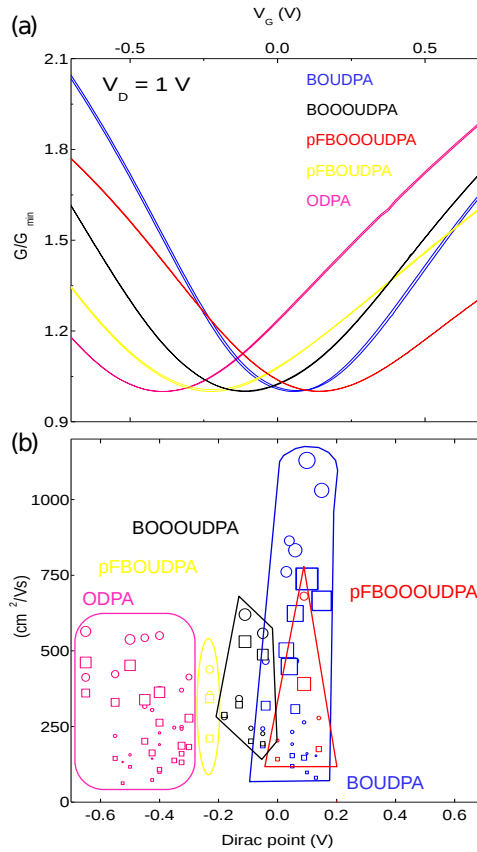 (a)
V_G (V)
-0.5 0.0 0.5
2.1
1.8
1.5
1.2
0.9
G/G_min
V_D = 1 V
BOUDPA
BOOOUDPA
pFBOOOUDPA
pFBOUDPA
ODPA
(b)
1000
750
500
250
0
(cm^2/Vs)
BOOOUDPA
pFBOUDPA
ODPA
pFBOOOUDPA
BOUDPA
-0.6 -0.4 -0.2 0.0 0.2 0.4 0.6
Dirac point (V)